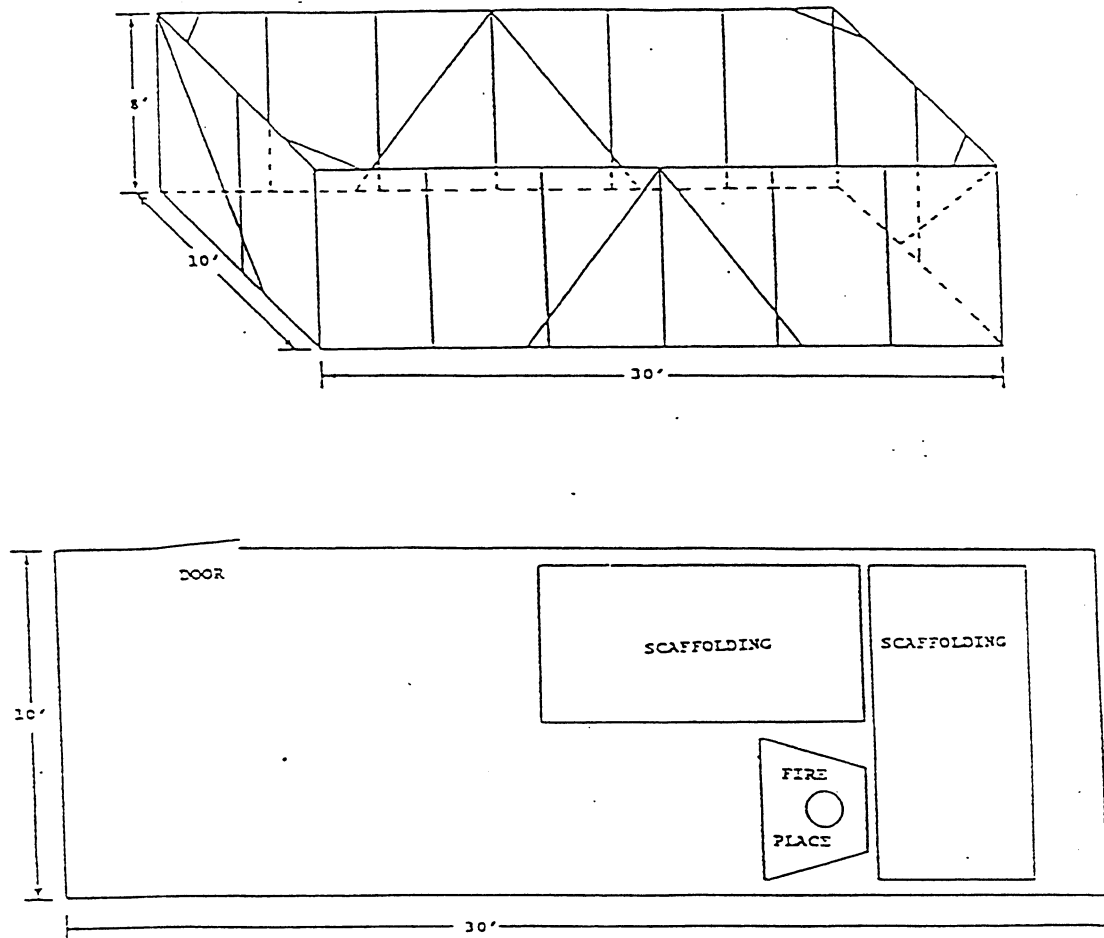 8'
10'
30'
DOOR
SCAFFOLDING
SCAFFOLDING
10'
FIRE
PLACE
30'